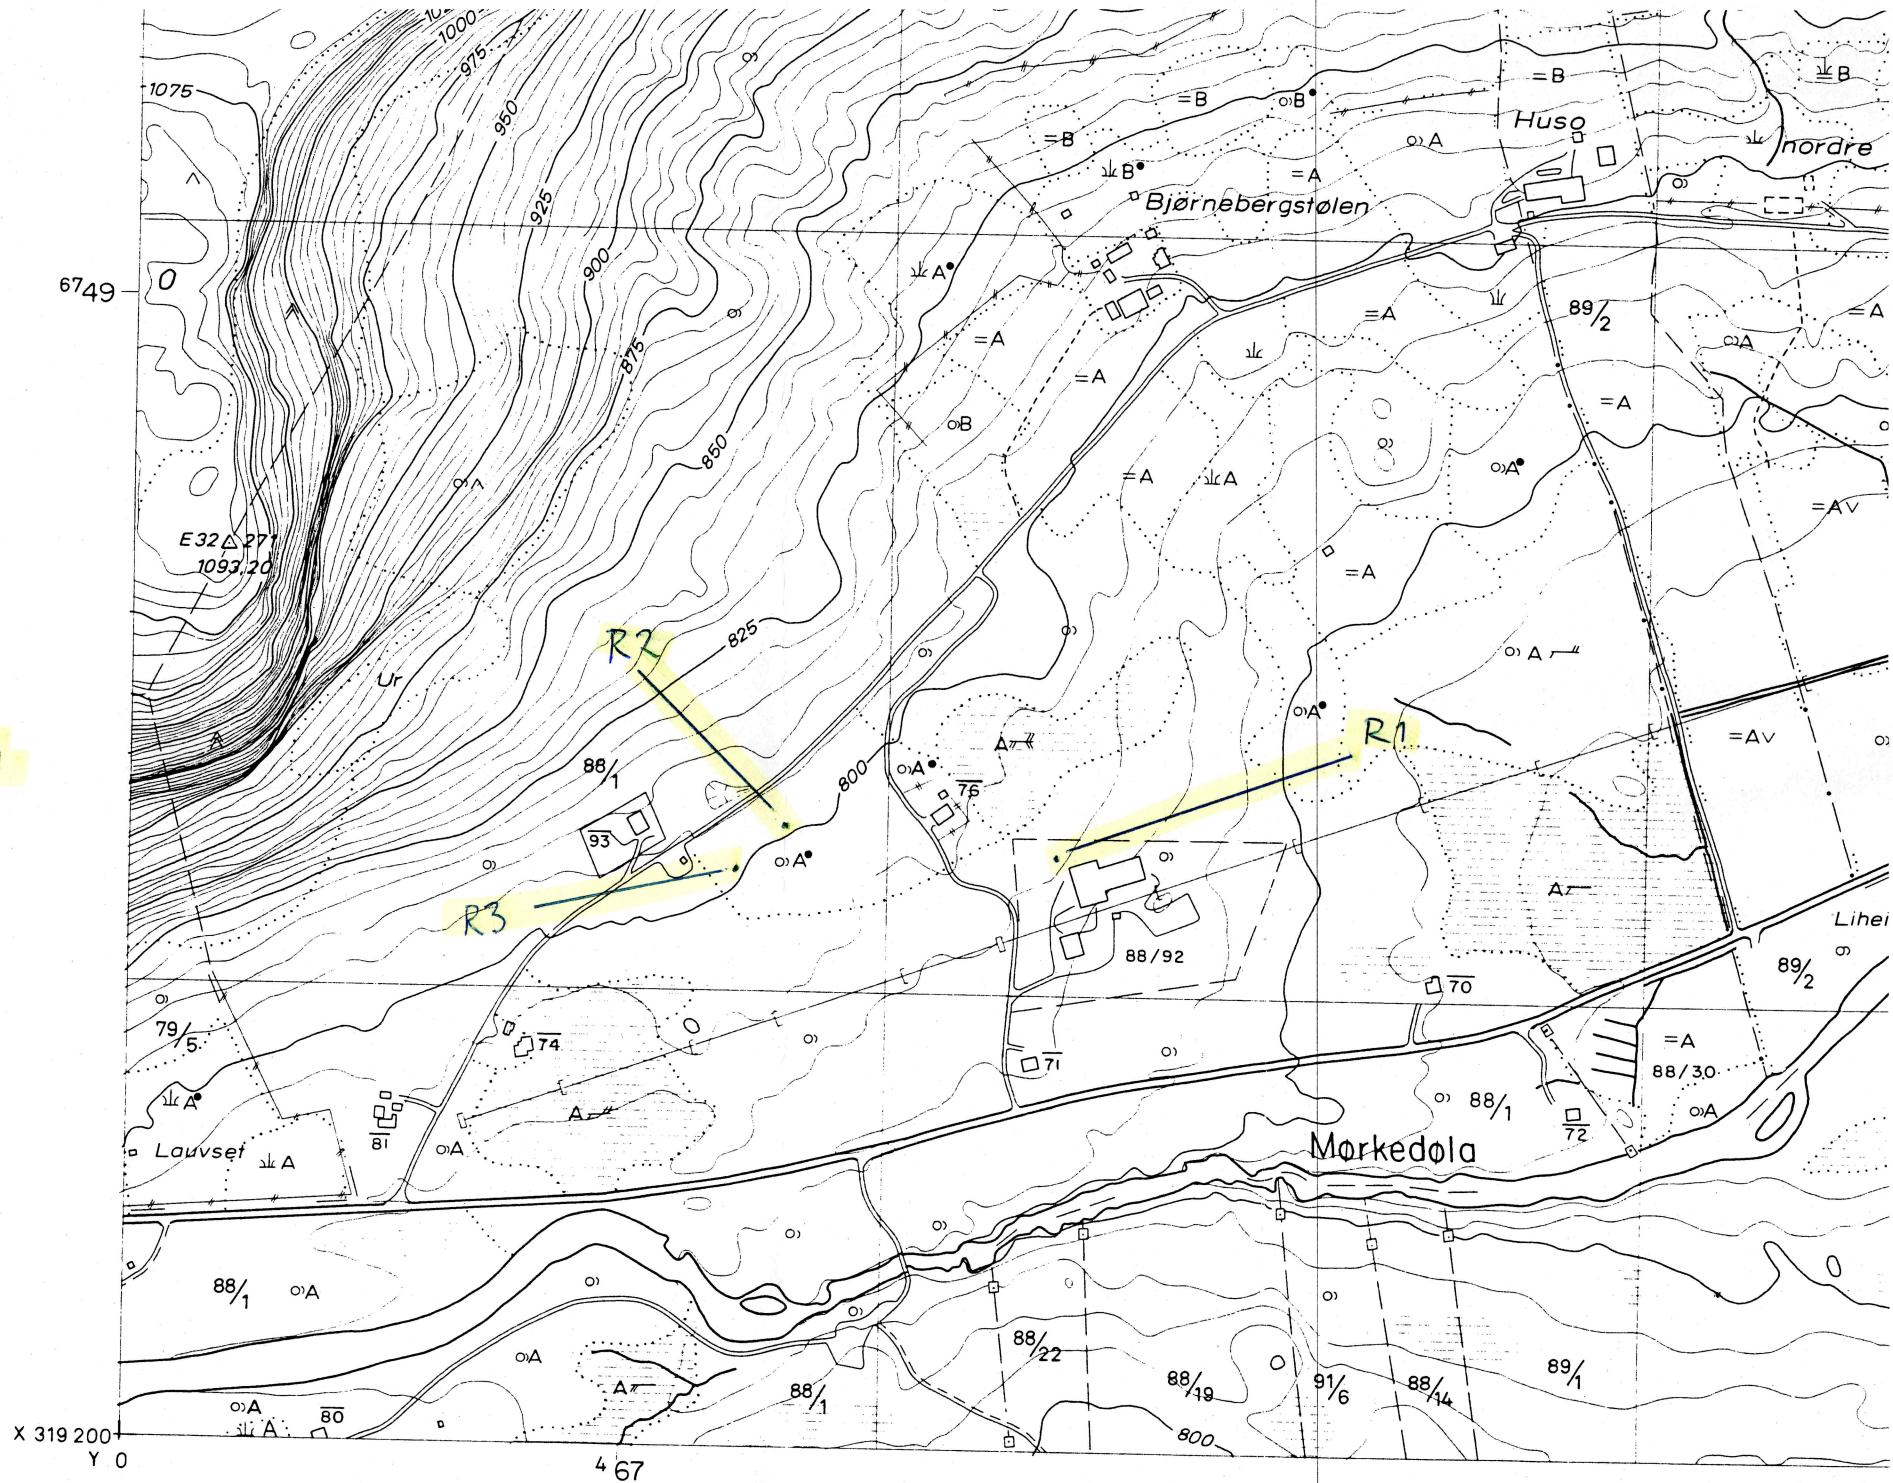 1000
975
1075
950
925
900
875
850
825
800
=B
o)B
=B
⚶B
Huso
nordre
=B
o)A
⚶B
=A
Bjørnebergstølen
6749
O
⚶A
=A
=A
=A
89/2
=A
o)A
=A
o)B
=A
⚶A
o)A
=AV
E32 271
1093,20
=A
R2
Ur
o)A
o)A
R1
=AV
88/1
o)A
76
A
93
o)A
A
R3
Lihei
88/92
70
89/2
79/5
74
71
=A
88/30
⚶A
A
88/1
o)A
Lauvset
⚶A
81
o)A
72
Mørkedøla
88/1
o)A
o)A
88/22
89/1
A
88/1
88/19
91/6
88/14
o)A
80
⚶A
800
X 319 200
Y 0
467